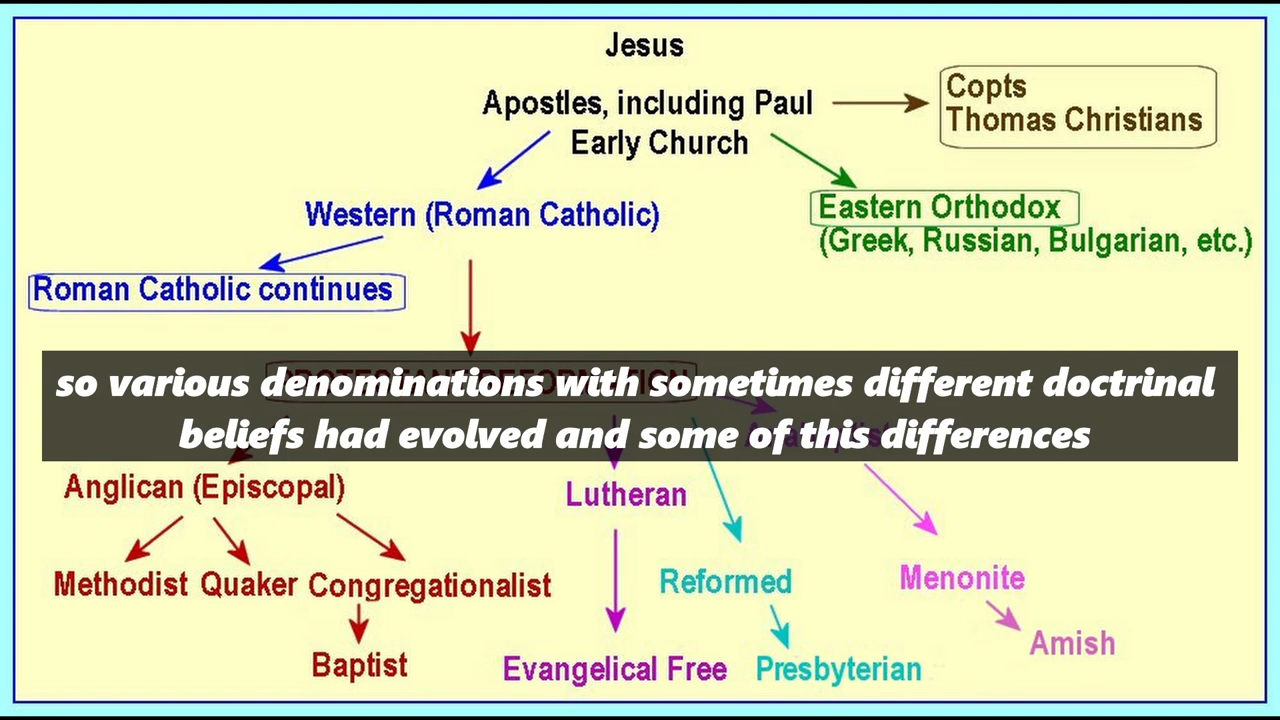 Jesus
Apostles, including Paul
Early Church
Copts
Thomas Christians
Western (Roman Catholic)
Eastern Orthodox
(Greek, Russian, Bulgarian, etc.)
Roman Catholic continues
so various denominations with sometimes different doctrinal
beliefs had evolved and some of this differences
Anglican (Episcopal)
Lutheran
Methodist
Quaker
Congregationalist
Reformed
Menonite
Baptist
Evangelical Free
Presbyterian
Amish